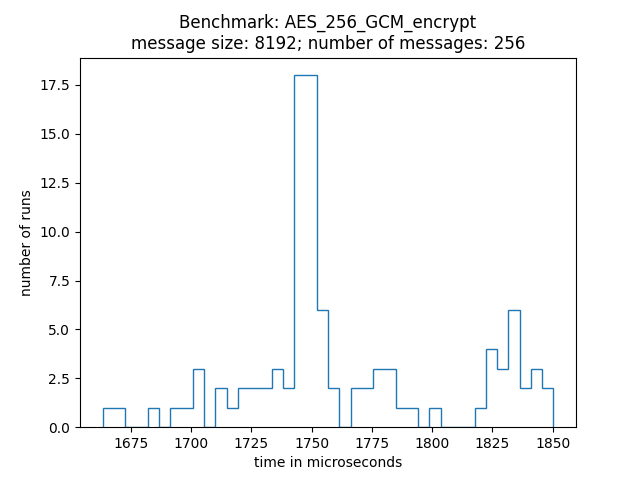 Benchmark: AES_256_GCM_encrypt
message size: 8192; number of messages: 256
17.5
15.0
12.5
10.0
7.5
5.0
2.5
0.0
number of runs
1675 1700 1725 1750 1775 1800 1825 1850
time in microseconds